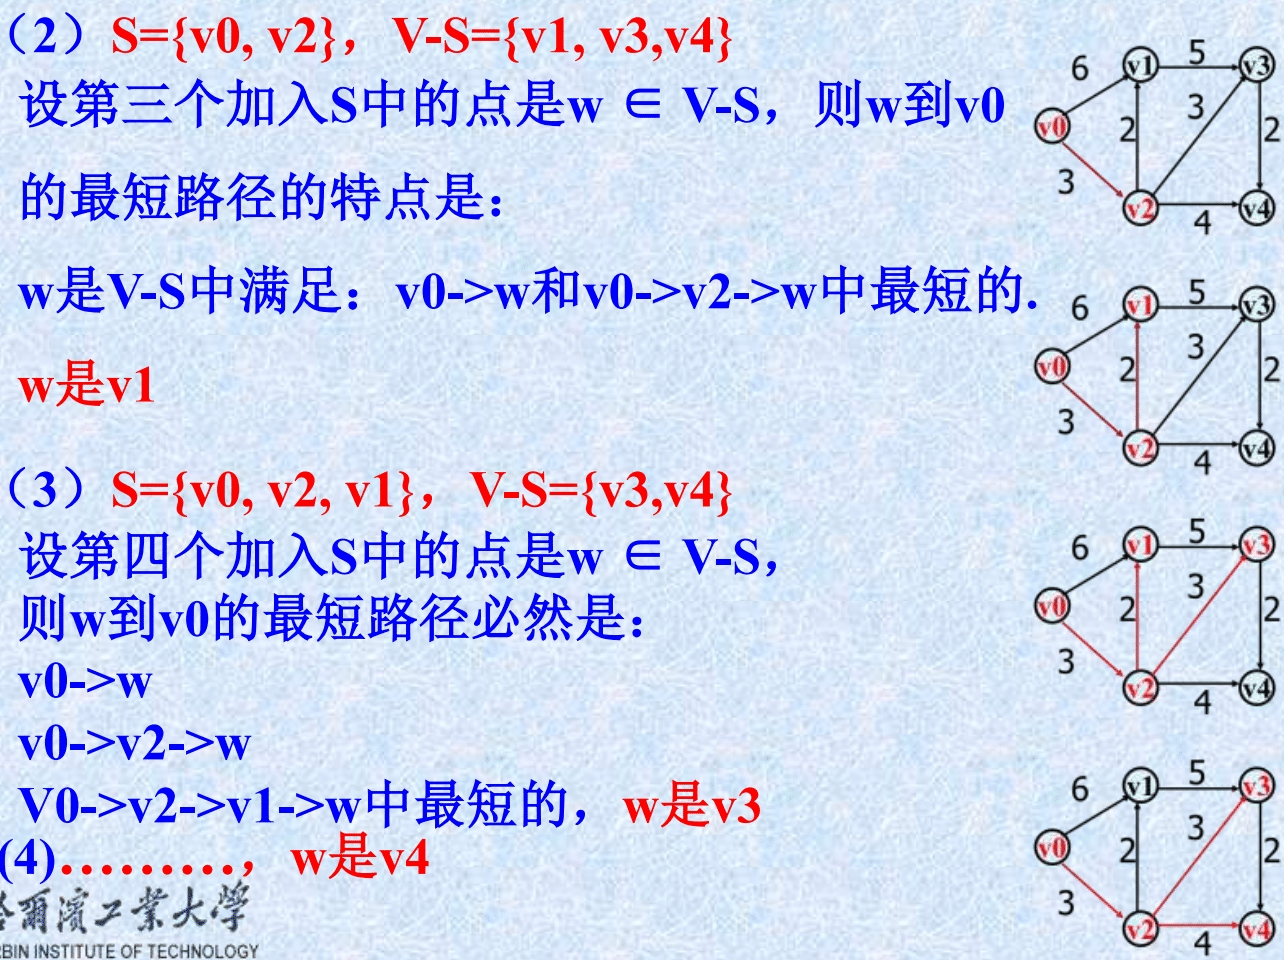 （2）S={v0, v2}，V-S={v1, v3,v4}
设第三个加入S中的点是w ∈ V-S，则w到v0
的最短路径的特点是：
w是V-S中满足：v0->w和v0->v2->w中最短的.
w是v1
（3）S={v0, v2, v1}，V-S={v3,v4}
设第四个加入S中的点是w ∈ V-S，
则w到v0的最短路径必然是：
v0->w
v0->v2->w
V0->v2->v1->w中最短的，w是v3
(4)………，w是v4
哈爾濱工業大學
RBIN INSTITUTE OF TECHNOLOGY
6 v1 5 v3
v0 2 3 2
3 v2 4 v4
6 v1 5 v3
v0 2 3 2
3 v2 4 v4
6 v1 5 v3
v0 2 3 2
3 v2 4 v4
6 v1 5 v3
v0 2 3 2
3 v2 4 v4